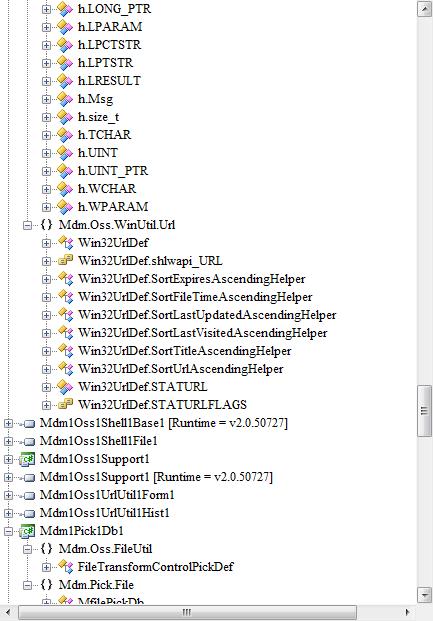 h.LONG_PTR
h.LPARAM
h.LPCTSTR
h.LPTSTR
h.LRESULT
h.Msg
h.size_t
h.TCHAR
h.UINT
h.UINT_PTR
h.WCHAR
h.WPARAM
{} Mdm.Oss.WinUtil.Url
Win32UrlDef
Win32UrlDef.shlwapi_URL
Win32UrlDef.SortExpiresAscendingHelper
Win32UrlDef.SortFileTimeAscendingHelper
Win32UrlDef.SortLastUpdatedAscendingHelper
Win32UrlDef.SortLastVisitedAscendingHelper
Win32UrlDef.SortTitleAscendingHelper
Win32UrlDef.SortUrlAscendingHelper
Win32UrlDef.STATURL
Win32UrlDef.STATURLFLAGS
Mdm1Oss1Shell1Base1 [Runtime = v2.0.50727]
Mdm1Oss1Shell1File1
C# Mdm1Oss1Support1
Mdm1Oss1Support1 [Runtime = v2.0.50727]
Mdm1Oss1UrlUtil1Form1
Mdm1Oss1UrlUtil1Hist1
C# Mdm1Pick1Db1
{} Mdm.Oss.FileUtil
FileTransformControlPickDef
{} Mdm.Pick.File
MfilePickDb